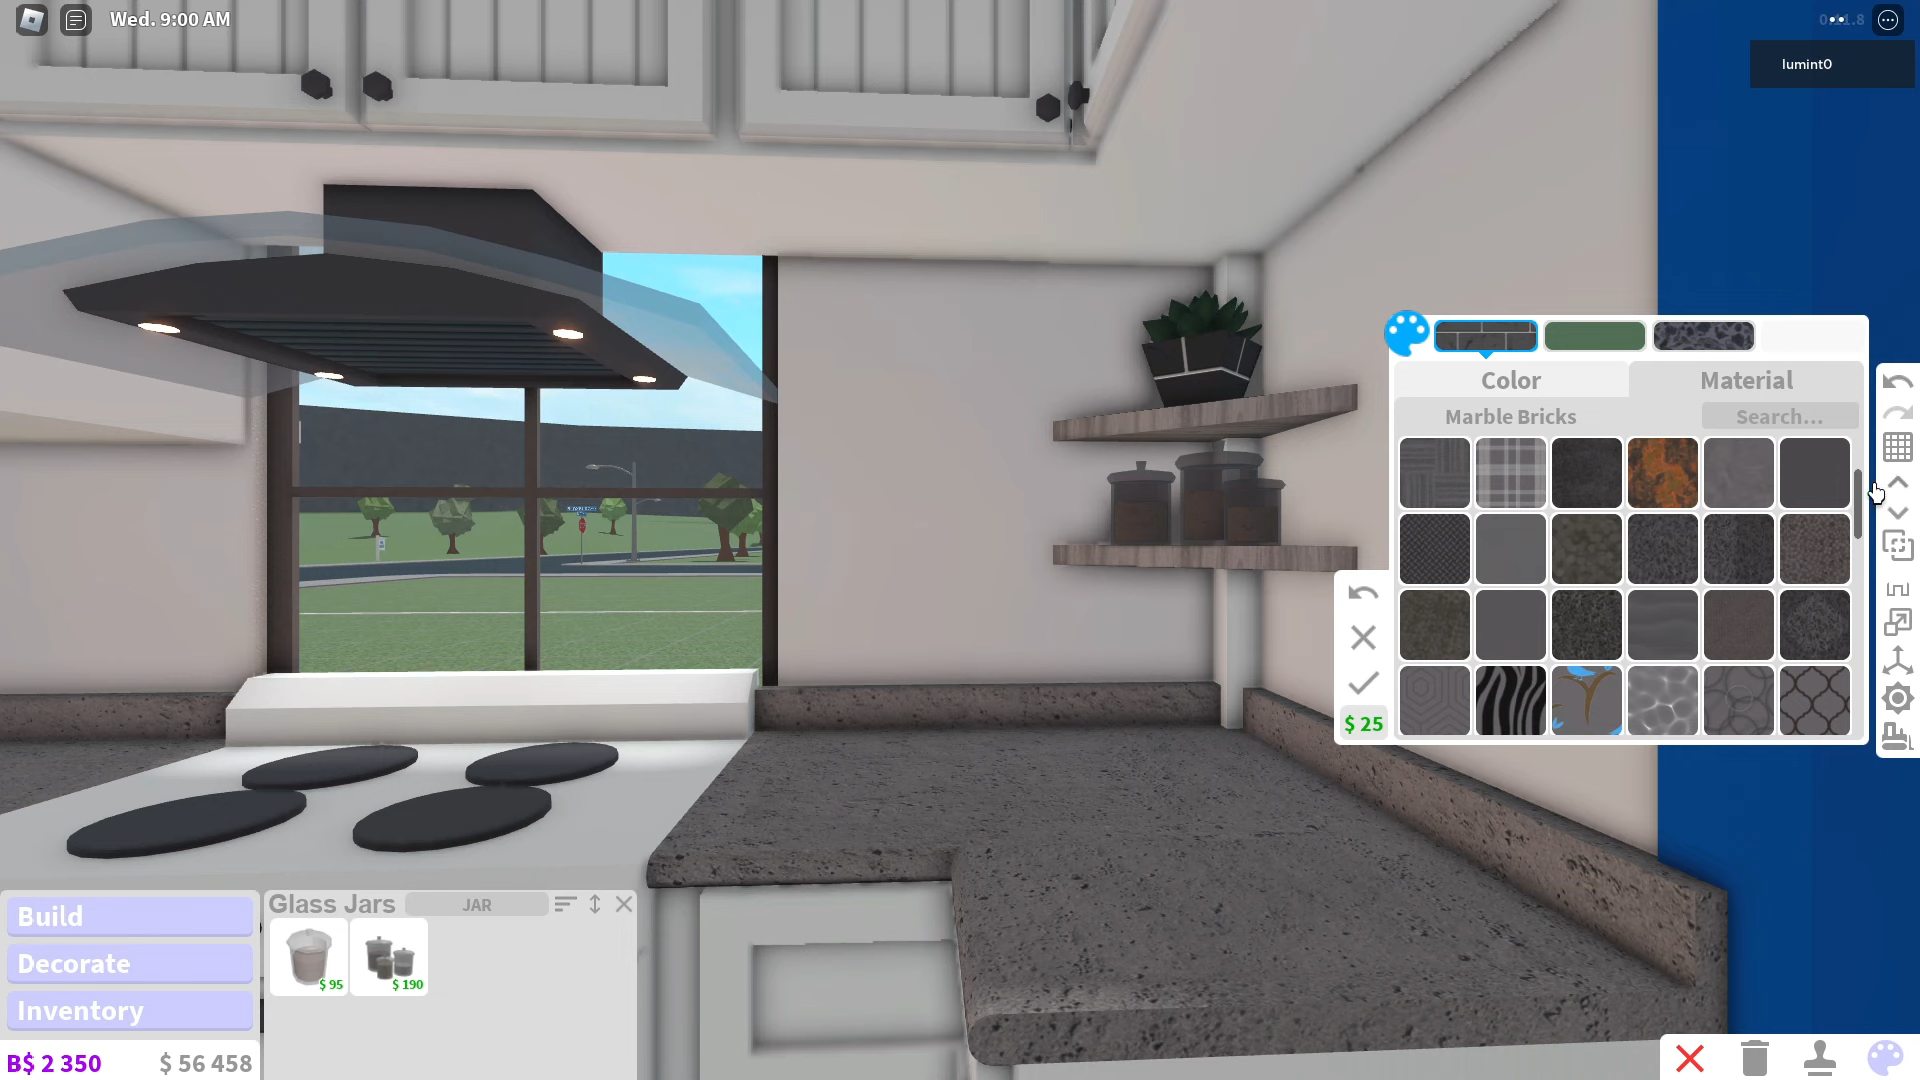 Wed. 9:00 AM
lumint0
Color
Material
Marble Bricks
Search...
$ 25
Glass Jars
JAR
$ 95
$ 190
Build
Decorate
Inventory
B$ 2 350
$ 56 458